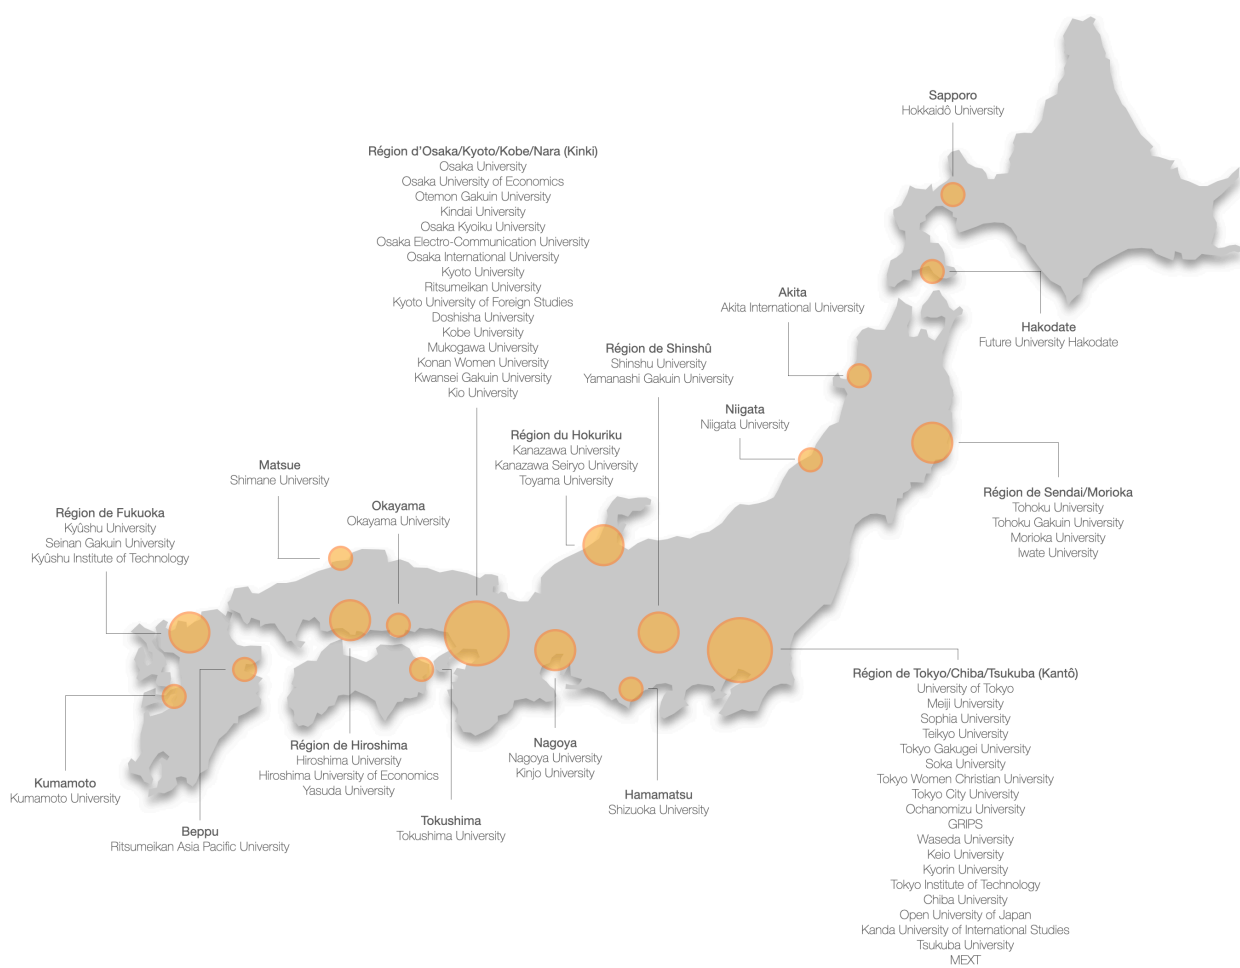 Sapporo
Hokkaidô University
Région d'Osaka/Kyoto/Kobe/Nara (Kinki)
Osaka University
Osaka University of Economics
Otemon Gakuin University
Kindai University
Osaka Kyoiku University
Osaka Electro-Communication University
Osaka International University
Kyoto University
Ritsumeikan University
Kyoto University of Foreign Studies
Doshisha University
Kobe University
Mukogawa University
Konan Women University
Kwansei Gakuin University
Kio University
Akita
Akita International University
Hakodate
Future University Hakodate
Région de Shinshû
Shinshu University
Yamanashi Gakuin University
Niigata
Niigata University
Région du Hokuriku
Kanazawa University
Kanazawa Seiryo University
Toyama University
Matsue
Shimane University
Région de Sendai/Morioka
Tohoku University
Tohoku Gakuin University
Morioka University
Iwate University
Okayama
Okayama University
Région de Fukuoka
Kyûshu University
Seinan Gakuin University
Kyûshu Institute of Technology
Région de Tokyo/Chiba/Tsukuba (Kantô)
University of Tokyo
Meiji University
Sophia University
Teikyo University
Tokyo Gakugei University
Soka University
Tokyo Women Christian University
Tokyo City University
Ochanomizu University
GRIPS
Waseda University
Keio University
Kyorin University
Tokyo Institute of Technology
Chiba University
Open University of Japan
Kanda University of International Studies
Tsukuba University
MEXT
Région de Hiroshima
Hiroshima University
Hiroshima University of Economics
Yasuda University
Nagoya
Nagoya University
Kinjo University
Kumamoto
Kumamoto University
Hamamatsu
Shizuoka University
Tokushima
Tokushima University
Beppu
Ritsumeikan Asia Pacific University